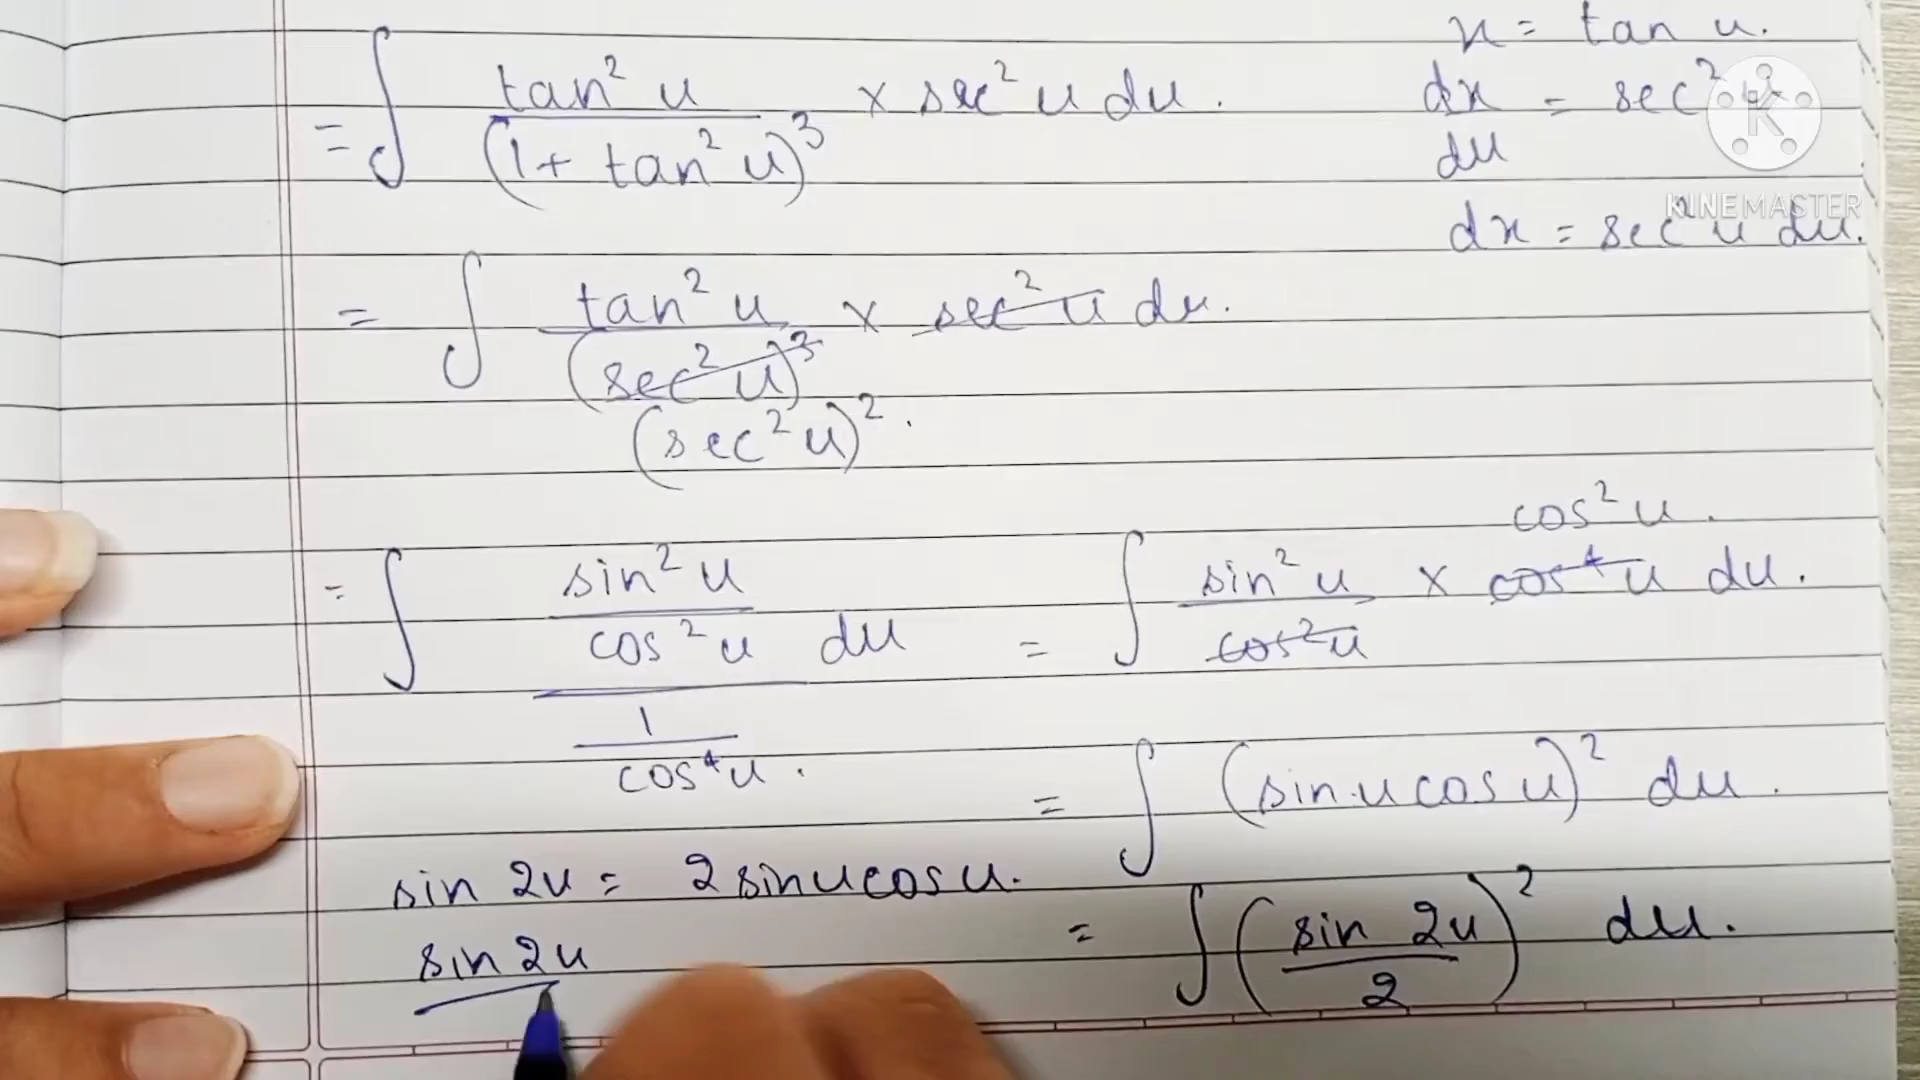 x = tan u.
= ∫ tan² u / (1 + tan² u)³ × sec² u du.
dx / du = sec²
KINEMASTER
dx = sec² u du.
= ∫ tan² u / (sec² u)³ × sec² u du.
(sec² u)².
cos² u.
= ∫ sin² u / cos² u du / 1 / cos⁴ u.
= ∫ sin² u / cos² u × cos⁴ u du.
= ∫ (sin u cos u)² du.
sin 2u = 2 sin u cos u.
= ∫ (sin 2u / 2)² du.
sin 2u